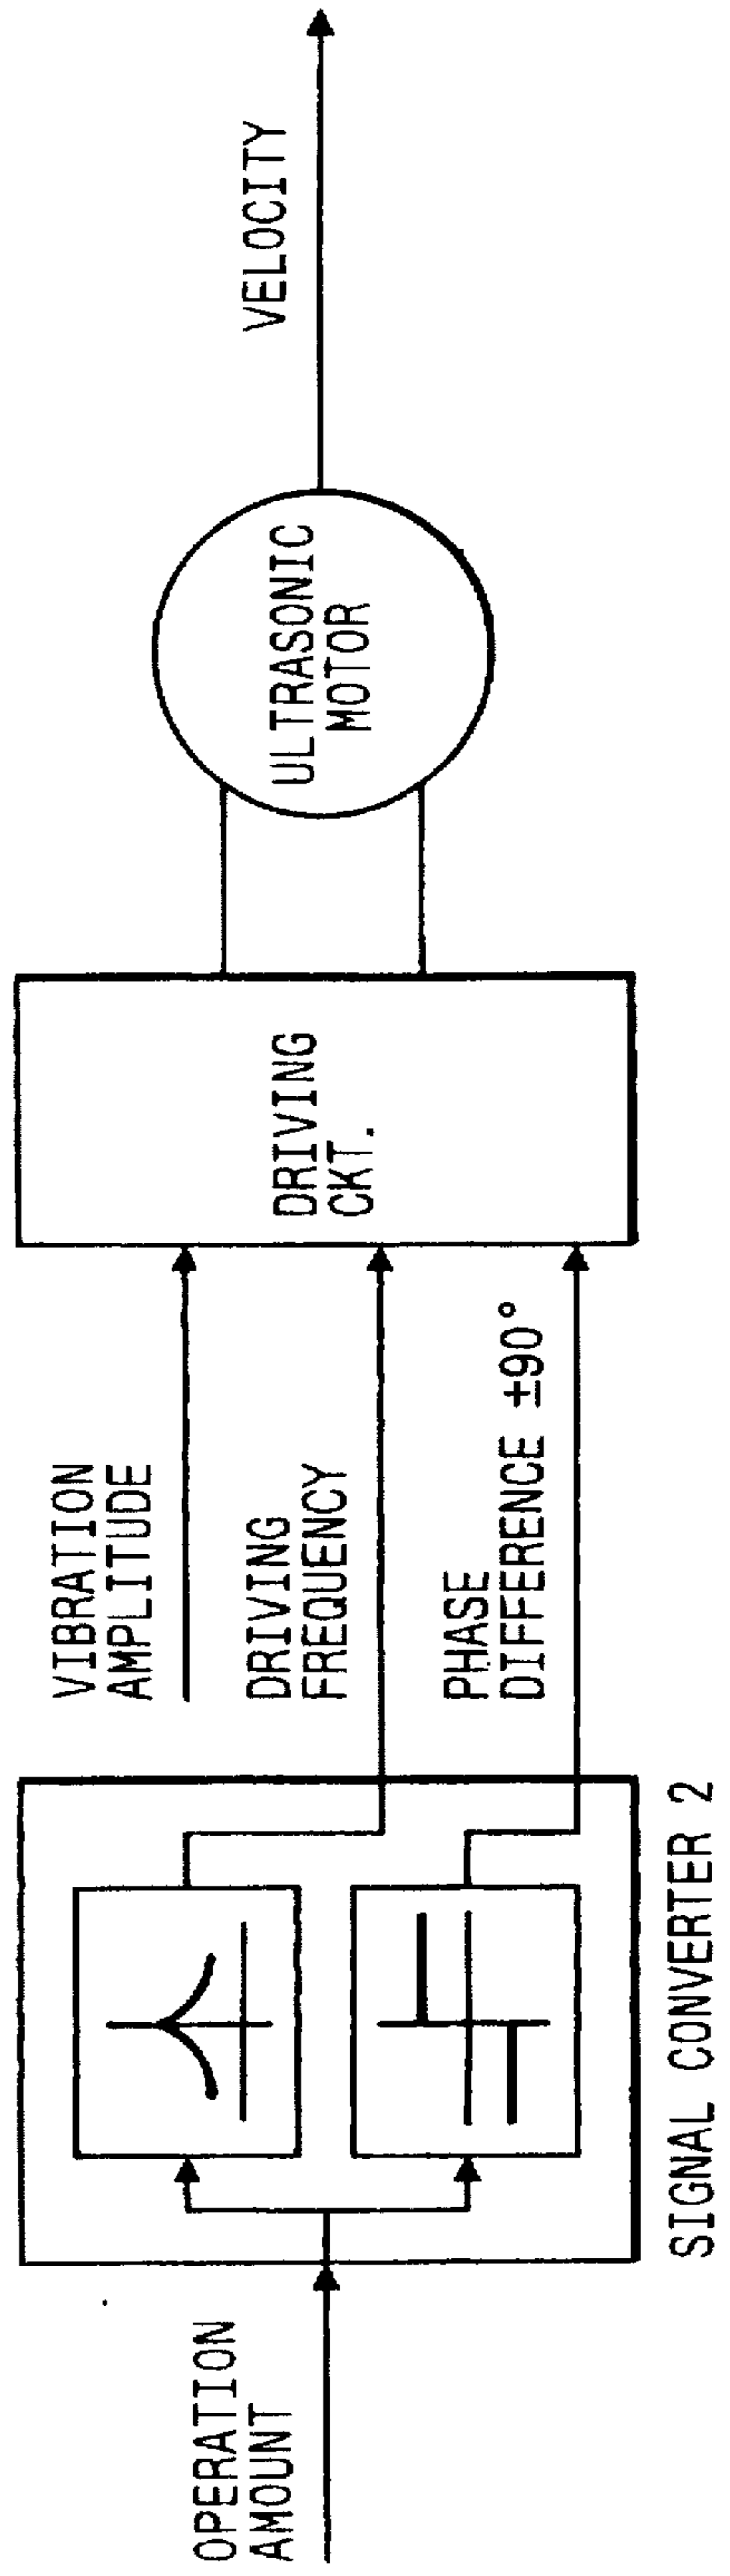 OPERATION
AMOUNT
SIGNAL CONVERTER 2
VIBRATION
AMPLITUDE
DRIVING
FREQUENCY
PHASE
DIFFERENCE ±90°
DRIVING
CKT.
ULTRASONIC
MOTOR
VELOCITY